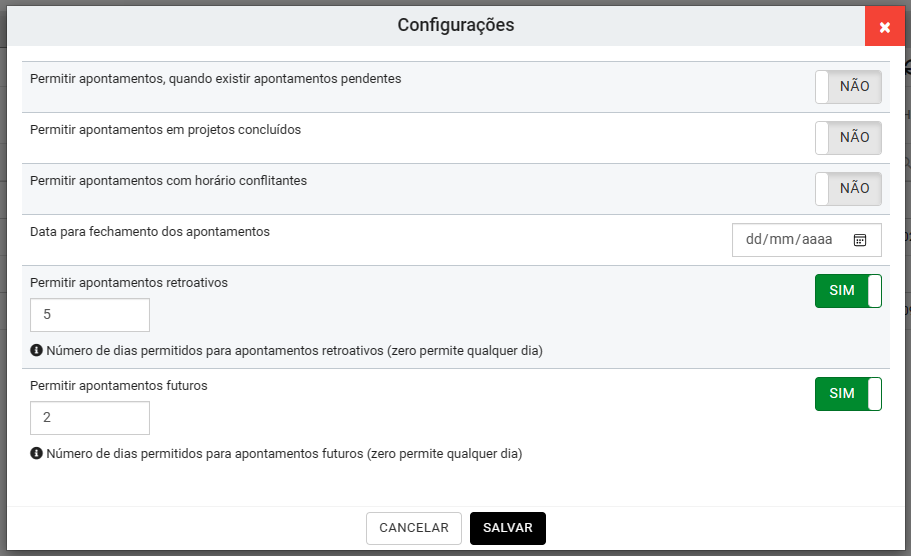 Configurações
Permitir apontamentos, quando existir apontamentos pendentes
NÃO
Permitir apontamentos em projetos concluídos
NÃO
Permitir apontamentos com horário conflitantes
NÃO
Data para fechamento dos apontamentos
dd/mm/aaaa
Permitir apontamentos retroativos
SIM
5
Número de dias permitidos para apontamentos retroativos (zero permite qualquer dia)
Permitir apontamentos futuros
SIM
2
Número de dias permitidos para apontamentos futuros (zero permite qualquer dia)
CANCELAR
SALVAR